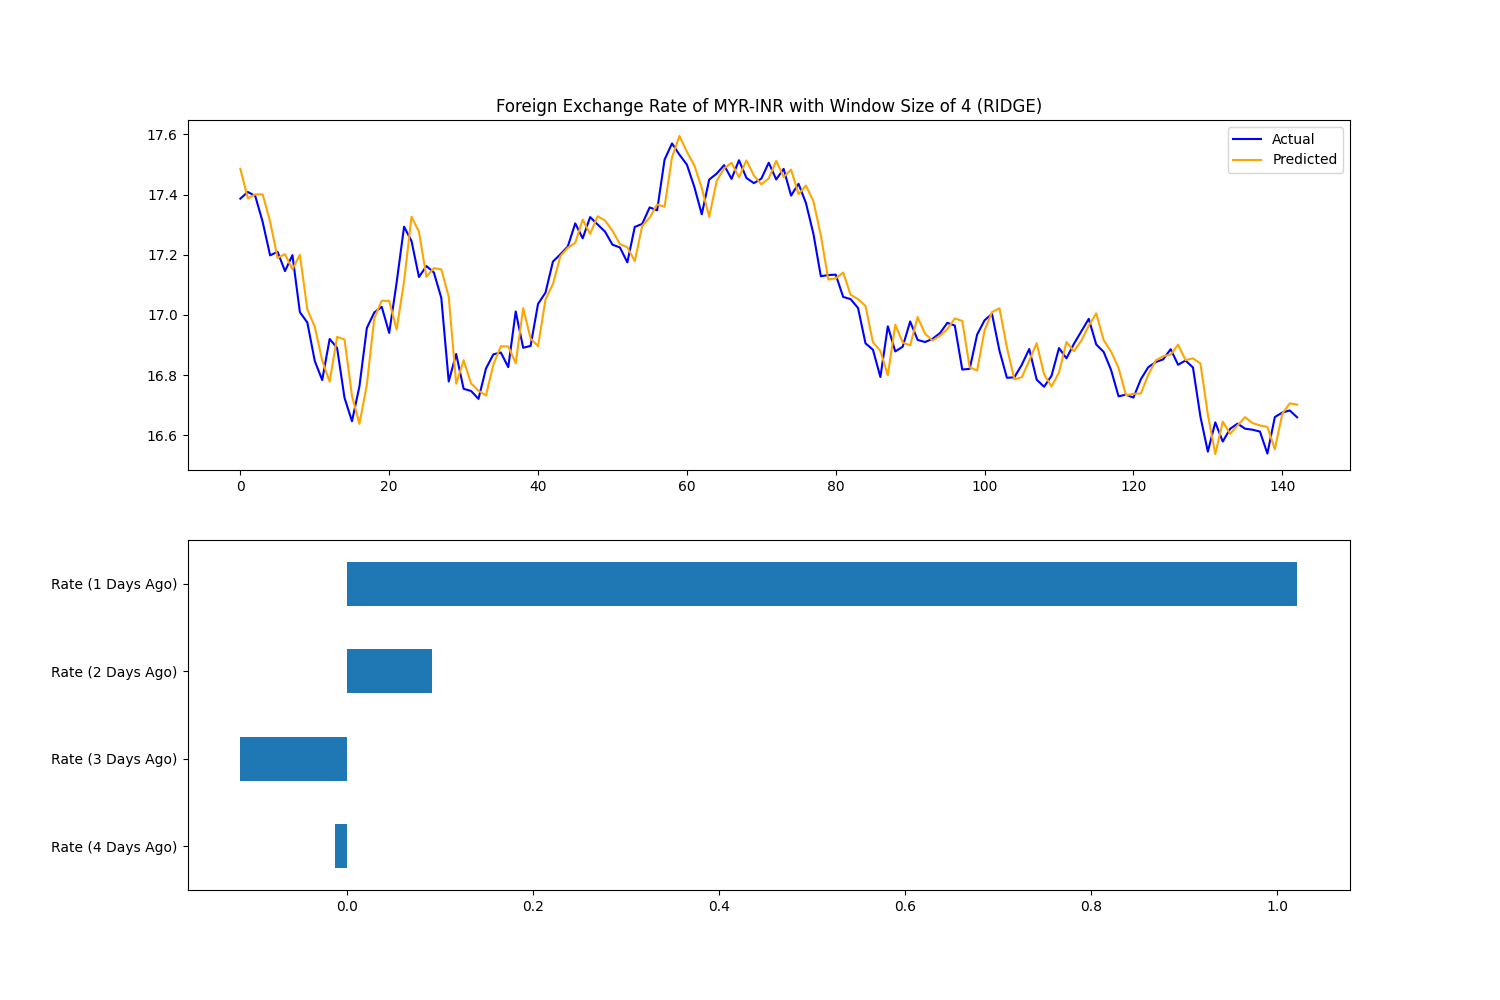 Foreign Exchange Rate of MYR-INR with Window Size of 4 (RIDGE)
17.6
17.4
17.2
17.0
16.8
16.6
Actual
Predicted
0 20 40 60 80 100 120 140
Rate (1 Days Ago)
Rate (2 Days Ago)
Rate (3 Days Ago)
Rate (4 Days Ago)
0.0 0.2 0.4 0.6 0.8 1.0